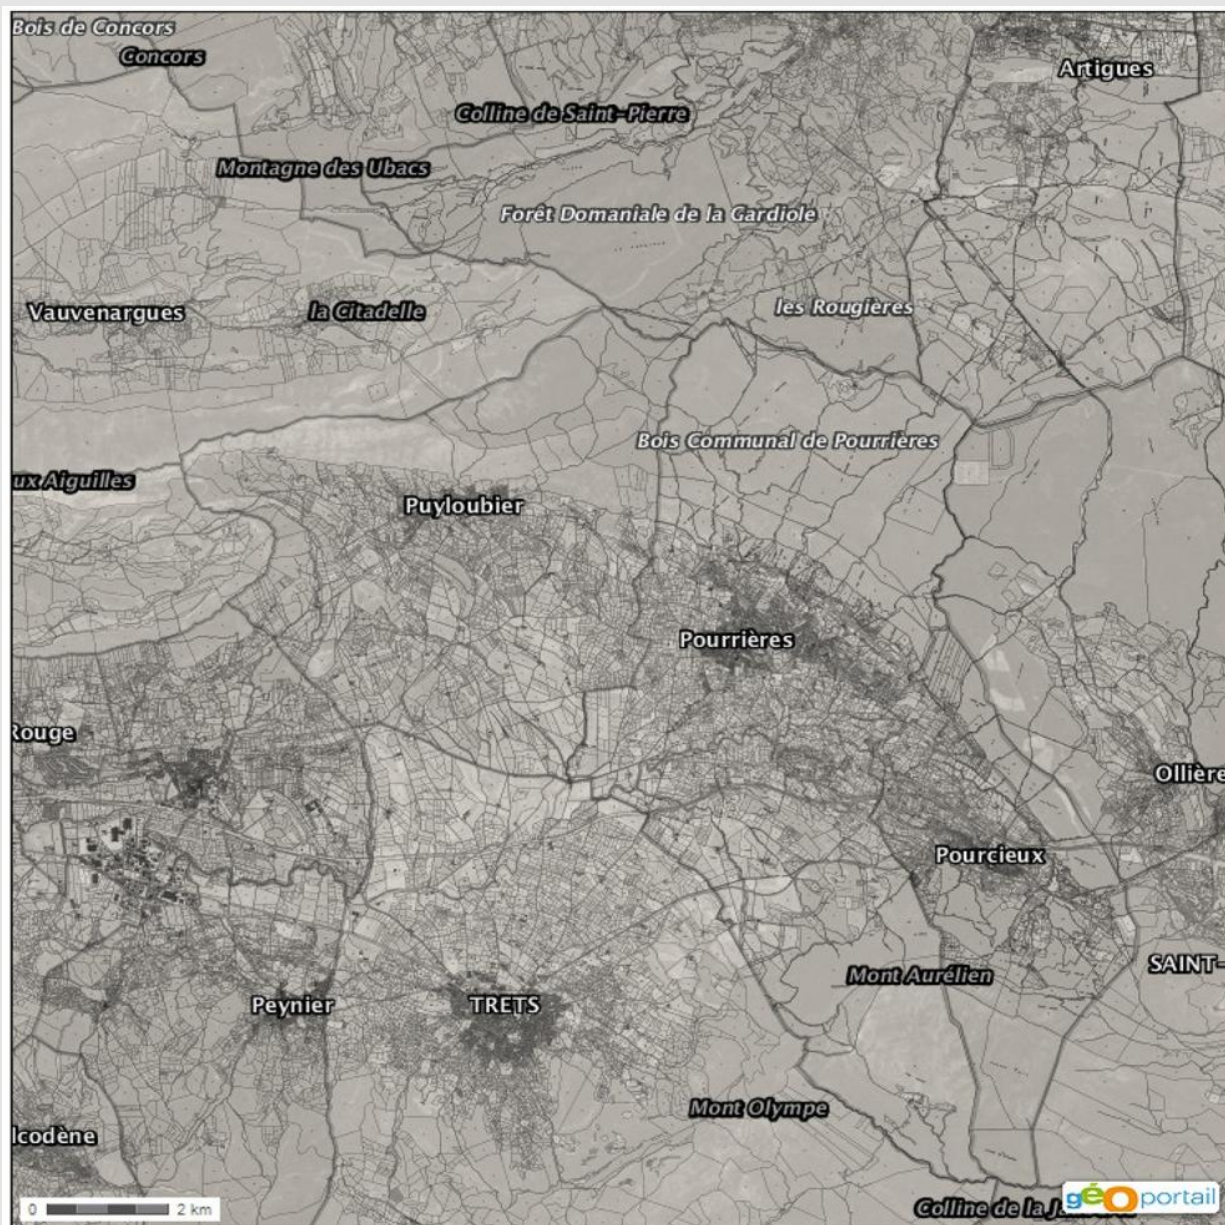 Bois de Concors
Concors
Artigues
Colline de Saint-Pierre
Montagne des Ubacs
Forêt Domaniale de la Gardiole
Vauvenargues
la Citadelle
les Rougières
Bois Communal de Pourrières
ux Aiguilles
Puyloubier
Pourrières
Rouge
Ollière
Pourcieux
SAINT-
Mont Aurélien
Peynier
TRETS
Mont Olympe
lcodène
0 2 km
Colline de la
géoportail